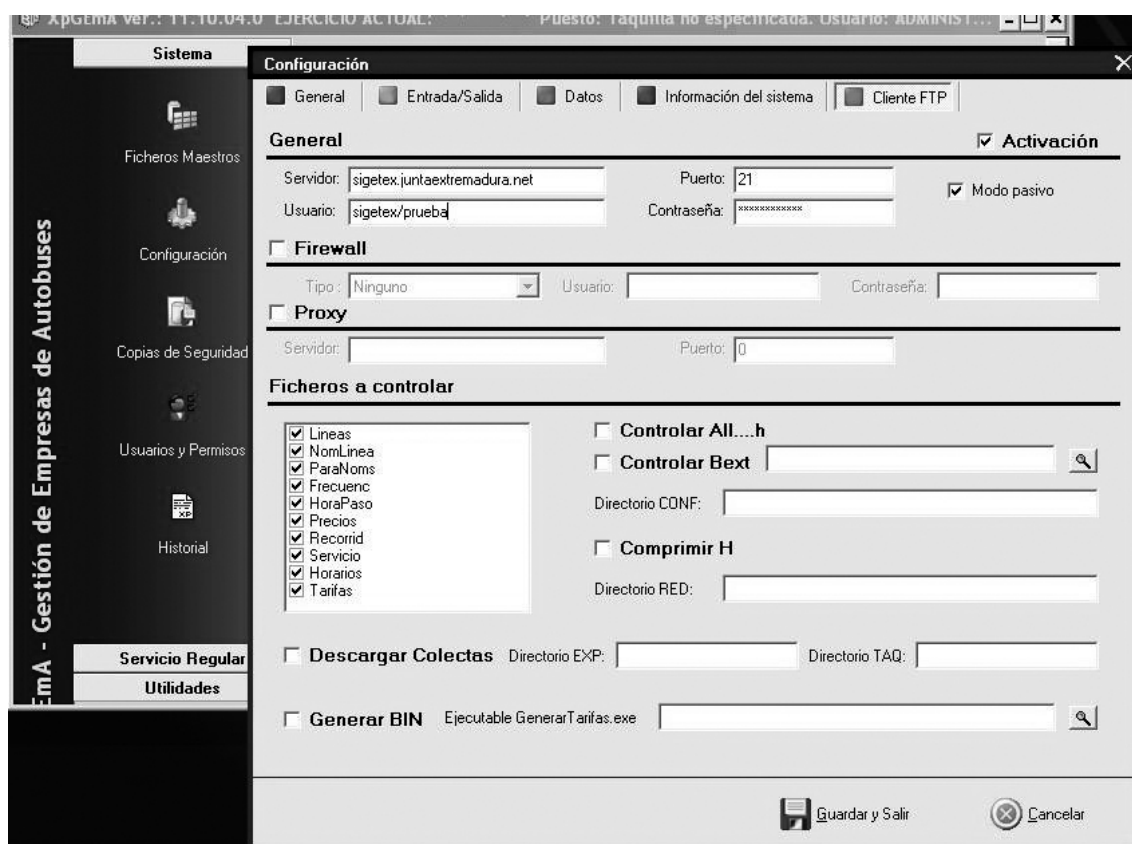 XpGEmA Ver.: 11.10.04.0 EJERCICIO ACTUAL: Puesto: Taquilla no especificada. Usuario: ADMINIST...
Sistema
Ficheros Maestros
Configuración
Copias de Seguridad
Usuarios y Permisos
Historial
Servicio Regular
Utilidades
EmA - Gestión de Empresas de Autobuses
Configuración
General Entrada/Salida Datos Información del sistema Cliente FTP
General Activación
Servidor: sigetex.juntaextremadura.net Puerto: 21 Modo pasivo
Usuario: sigetex/prueba Contraseña: ************
Firewall
Tipo : Ninguno Usuario: Contraseña:
Proxy
Servidor: Puerto: 0
Ficheros a controlar
Lineas
NomLinea
ParaNoms
Frecuenc
HoraPaso
Precios
Recorrid
Servicio
Horarios
Tarifas
Controlar All....h
Controlar Bext
Directorio CONF:
Comprimir H
Directorio RED:
Descargar Colectas Directorio EXP: Directorio TAQ:
Generar BIN Ejecutable GenerarTarifas.exe
Guardar y Salir Cancelar